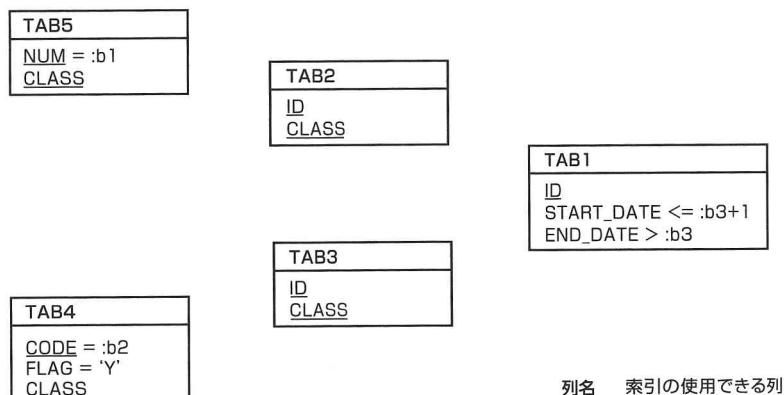 TAB5
NUM = :b1
CLASS
TAB2
ID
CLASS
TAB1
ID
START_DATE <= :b3+1
END_DATE > :b3
TAB3
ID
CLASS
TAB4
CODE = :b2
FLAG = 'Y'
CLASS
列名 索引の使用できる列